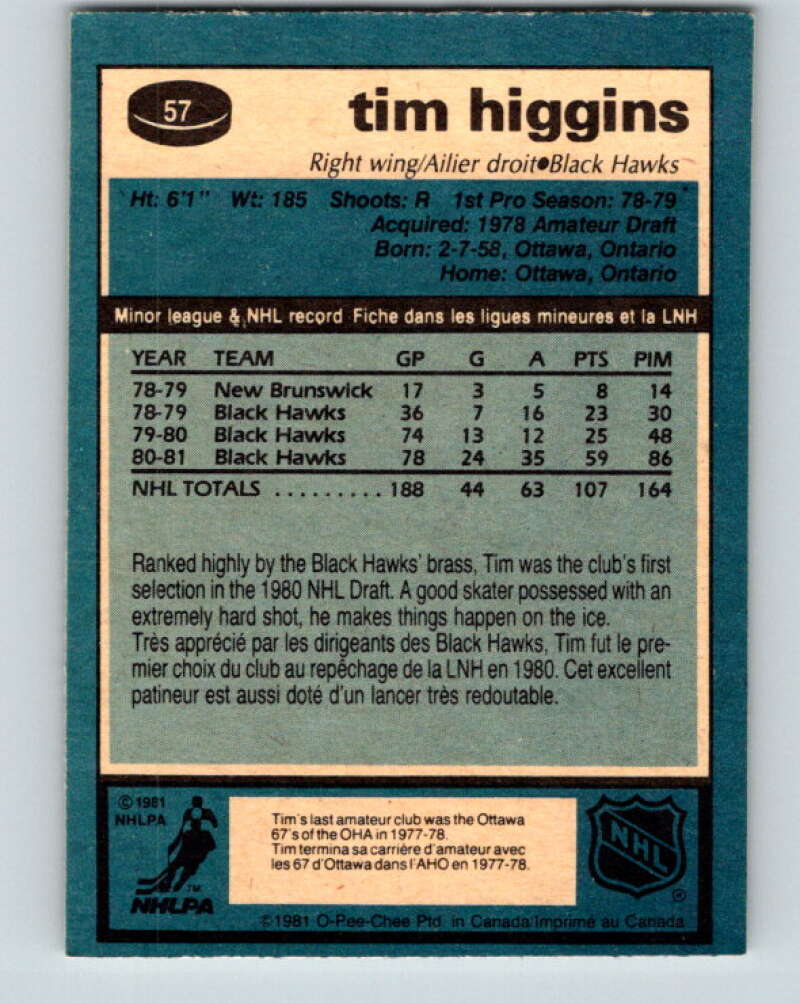 57
tim higgins
Right wing/Ailier droit●Black Hawks
Ht: 6'1" Wt: 185 Shoots: R 1st Pro Season: 78-79
Acquired: 1978 Amateur Draft
Born: 2-7-58, Ottawa, Ontario
Home: Ottawa, Ontario
Minor league & NHL record Fiche dans les ligues mineures et la LNH
YEAR TEAM GP G A PTS PIM
78-79 New Brunswick 17 3 5 8 14
78-79 Black Hawks 36 7 16 23 30
79-80 Black Hawks 74 13 12 25 48
80-81 Black Hawks 78 24 35 59 86
NHL TOTALS ......... 188 44 63 107 164
Ranked highly by the Black Hawks' brass, Tim was the club's first
selection in the 1980 NHL Draft. A good skater possessed with an
extremely hard shot, he makes things happen on the ice.
Très apprécié par les dirigeants des Black Hawks, Tim fut le pre-
mier choix du club au repêchage de la LNH en 1980. Cet excellent
patineur est aussi doté d'un lancer très redoutable.
© 1981
NHLPA
TM
NHLPA
Tim's last amateur club was the Ottawa
67's of the OHA in 1977-78.
Tim termina sa carrière d'amateur avec
les 67 d'Ottawa dans l'AHO en 1977-78.
NHL
®
© 1981 O-Pee-Chee Ptd. in Canada/Imprimé au Canada